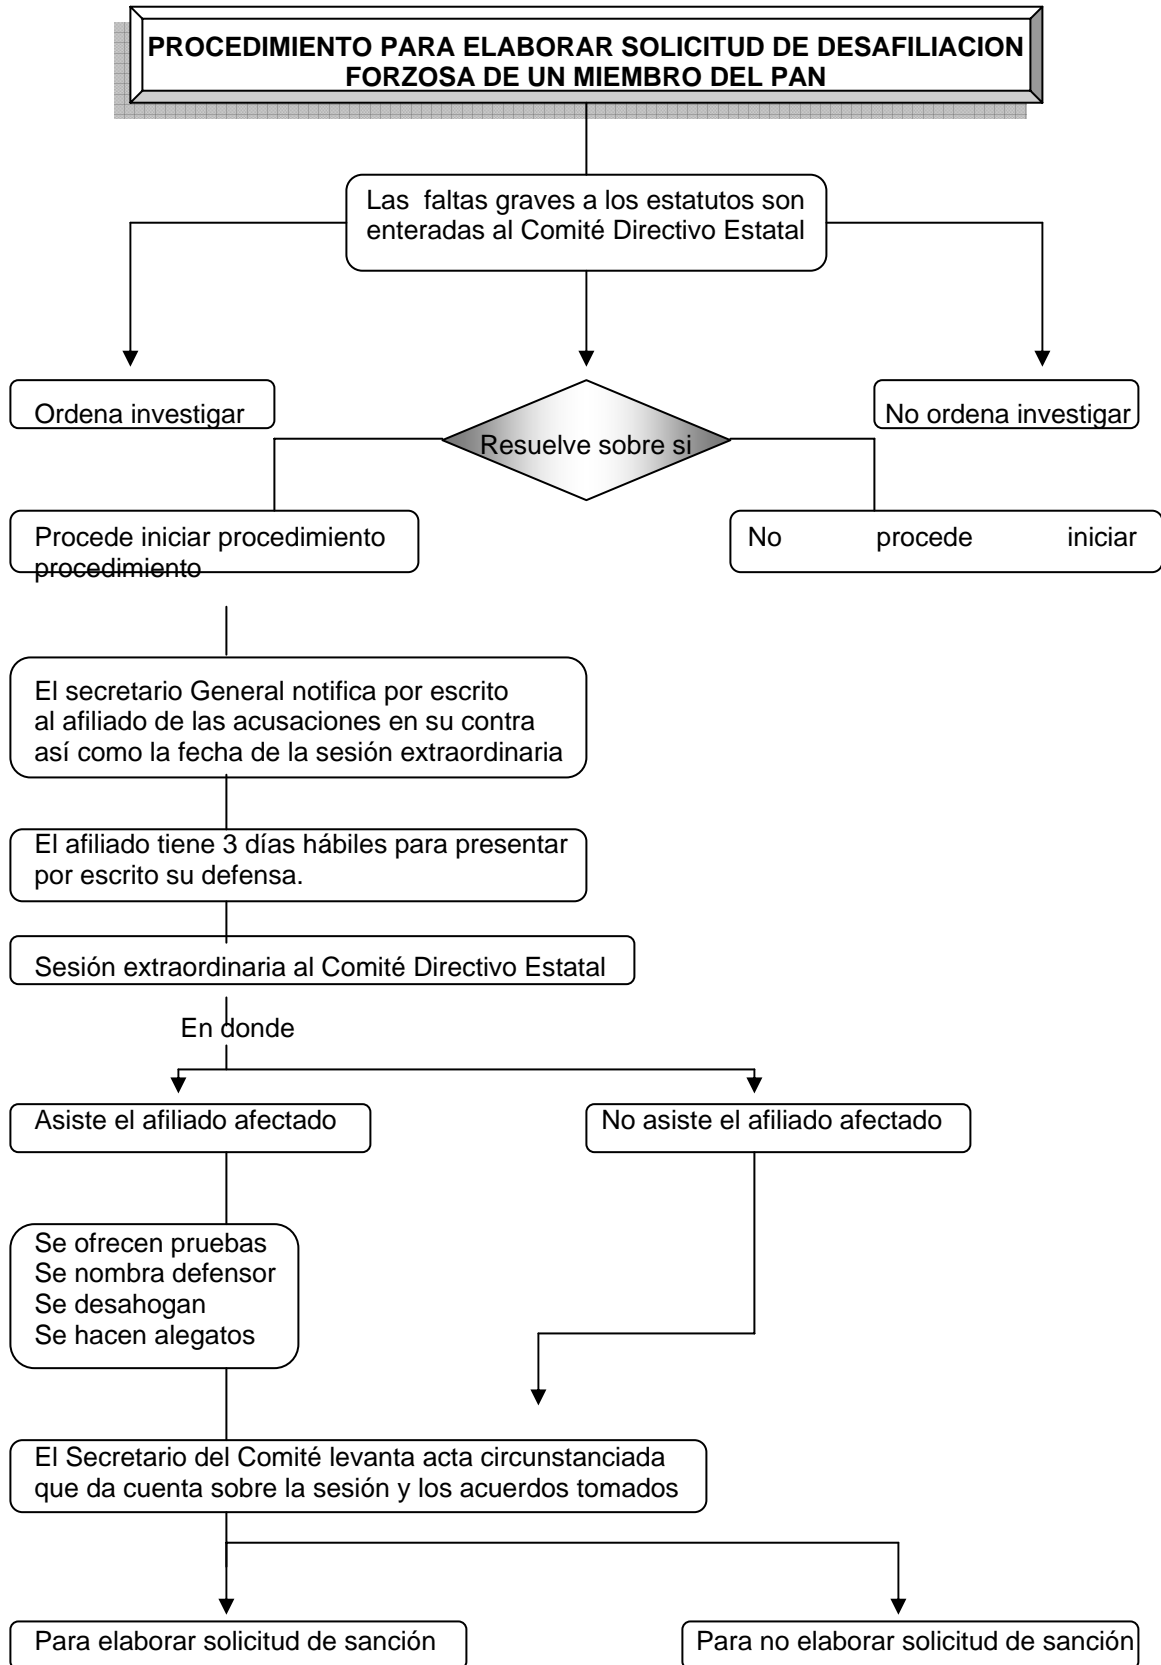 PROCEDIMIENTO PARA ELABORAR SOLICITUD DE DESAFILIACION
FORZOSA DE UN MIEMBRO DEL PAN
Las faltas graves a los estatutos son
enteradas al Comité Directivo Estatal
Ordena investigar
Resuelve sobre si
No ordena investigar
Procede iniciar procedimiento
procedimiento
No procede iniciar
El secretario General notifica por escrito
al afiliado de las acusaciones en su contra
así como la fecha de la sesión extraordinaria
El afiliado tiene 3 días hábiles para presentar
por escrito su defensa.
Sesión extraordinaria al Comité Directivo Estatal
En donde
Asiste el afiliado afectado
No asiste el afiliado afectado
Se ofrecen pruebas
Se nombra defensor
Se desahogan
Se hacen alegatos
El Secretario del Comité levanta acta circunstanciada
que da cuenta sobre la sesión y los acuerdos tomados
Para elaborar solicitud de sanción
Para no elaborar solicitud de sanción